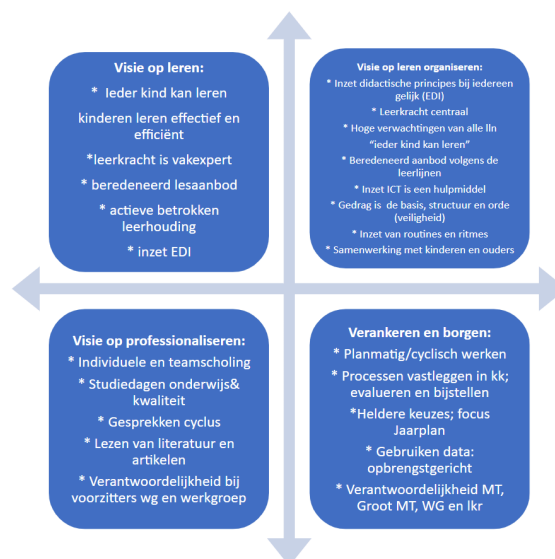 Visie op leren:
* Ieder kind kan leren
kinderen leren effectief en
efficiënt
*leerkracht is vakexpert
* beredeneerd lesaanbod
* actieve betrokken
leerhouding
* inzet EDI
Visie op leren organiseren:
* Inzet didactische principes bij iedereen
gelijk (EDI)
* Leerkracht centraal
* Hoge verwachtingen van alle lln
“ieder kind kan leren”
* Beredeneerd aanbod volgens de
leerlijnen
* Inzet ICT is een hulpmiddel
* Gedrag is de basis, structuur en orde
(veiligheid)
* Inzet van routines en ritmes
* Samenwerking met kinderen en ouders
Visie op professionaliseren:
* Individuele en teamscholing
* Studiedagen onderwijs&
kwaliteit
* Gesprekken cyclus
* Lezen van literatuur en
artikelen
* Verantwoordelijkheid bij
voorzitters wg en werkgroep
Verankeren en borgen:
* Planmatig/cyclisch werken
* Processen vastleggen in kk;
evalueren en bijstellen
*Heldere keuzes; focus
Jaarplan
* Gebruiken data:
opbrengstgericht
* Verantwoordelijkheid MT,
Groot MT, WG en lkr